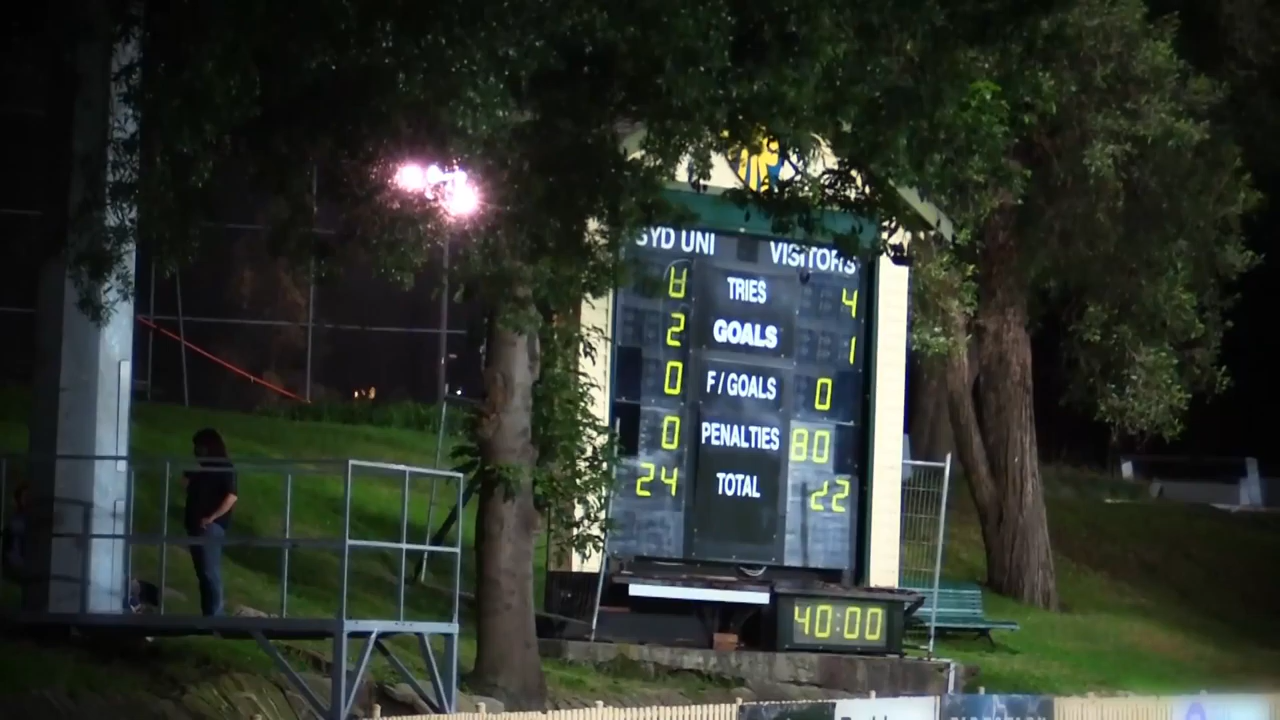 SYD UNI VISITORS
TRIES 4
2 GOALS 1
0 F/GOALS 0
0 PENALTIES 80
24 TOTAL 22
40:00